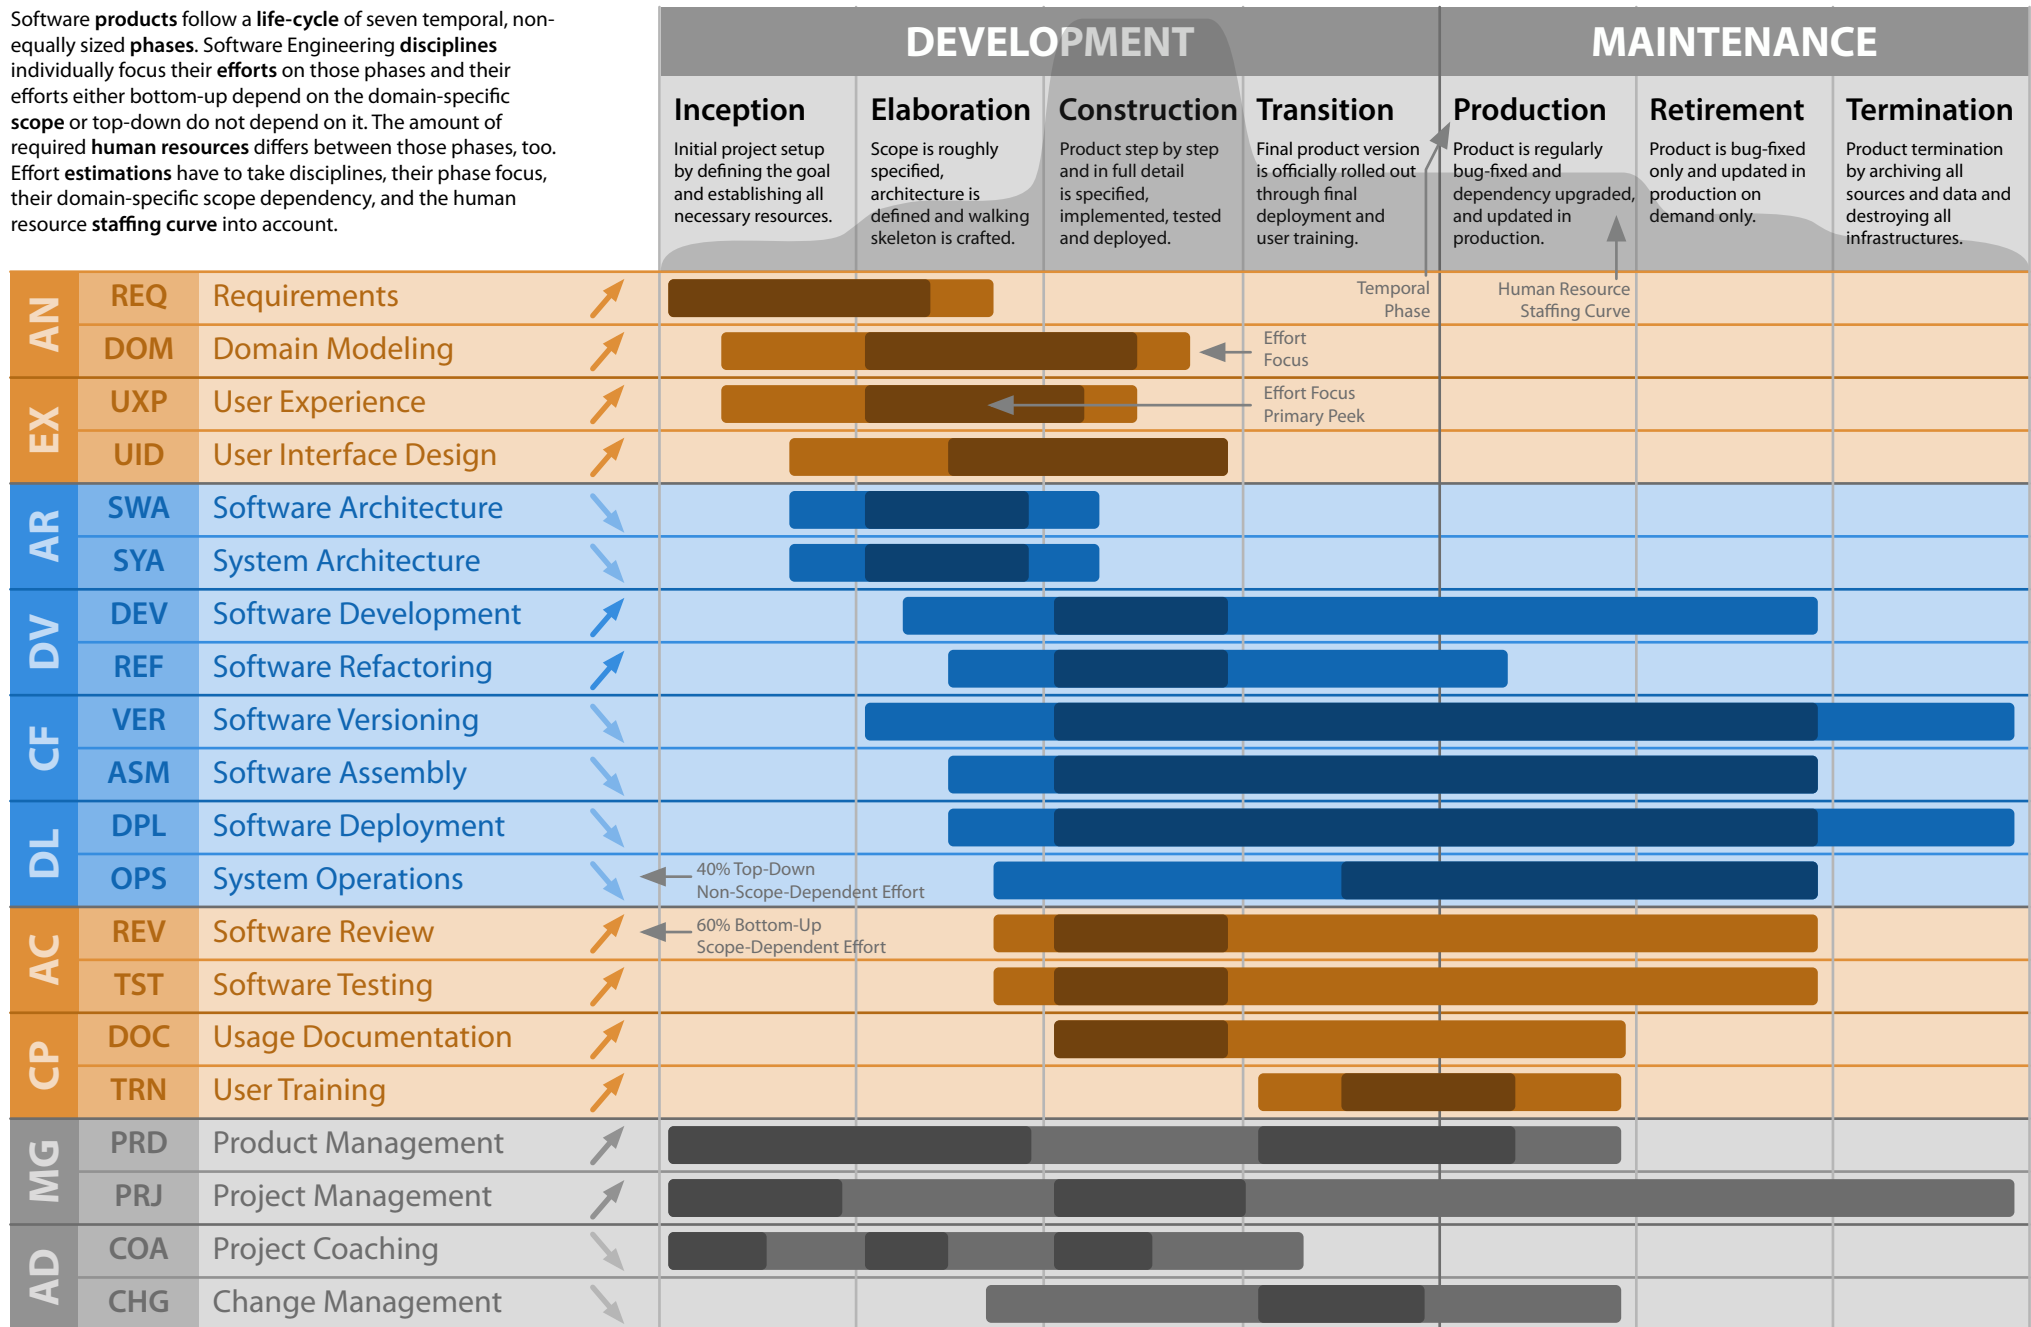 Software products follow a life-cycle of seven temporal, non-
equally sized phases. Software Engineering disciplines
individually focus their efforts on those phases and their
efforts either bottom-up depend on the domain-specific
scope or top-down do not depend on it. The amount of
required human resources differs between those phases, too.
Effort estimations have to take disciplines, their phase focus,
their domain-specific scope dependency, and the human
resource staffing curve into account.
DEVELOPMENT
MAINTENANCE
Inception
Initial project setup
by defining the goal
and establishing all
necessary resources.
Elaboration
Scope is roughly
specified,
architecture is
defined and walking
skeleton is crafted.
Construction
Product step by step
and in full detail
is specified,
implemented, tested
and deployed.
Transition
Final product version
is officially rolled out
through final
deployment and
user training.
Production
Product is regularly
bug-fixed and
dependency upgraded,
and updated in
production.
Retirement
Product is bug-fixed
only and updated in
production on
demand only.
Termination
Product termination
by archiving all
sources and data and
destroying all
infrastructures.
AN
REQ Requirements
Temporal
Phase
Human Resource
Staffing Curve
DOM Domain Modeling
Effort
Focus
EX
UXP User Experience
Effort Focus
Primary Peek
UID User Interface Design
AR
SWA Software Architecture
SYA System Architecture
DV
DEV Software Development
REF Software Refactoring
CF
VER Software Versioning
ASM Software Assembly
DL
DPL Software Deployment
OPS System Operations
40% Top-Down
Non-Scope-Dependent Effort
AC
REV Software Review
60% Bottom-Up
Scope-Dependent Effort
TST Software Testing
CP
DOC Usage Documentation
TRN User Training
MG
PRD Product Management
PRJ Project Management
AD
COA Project Coaching
CHG Change Management